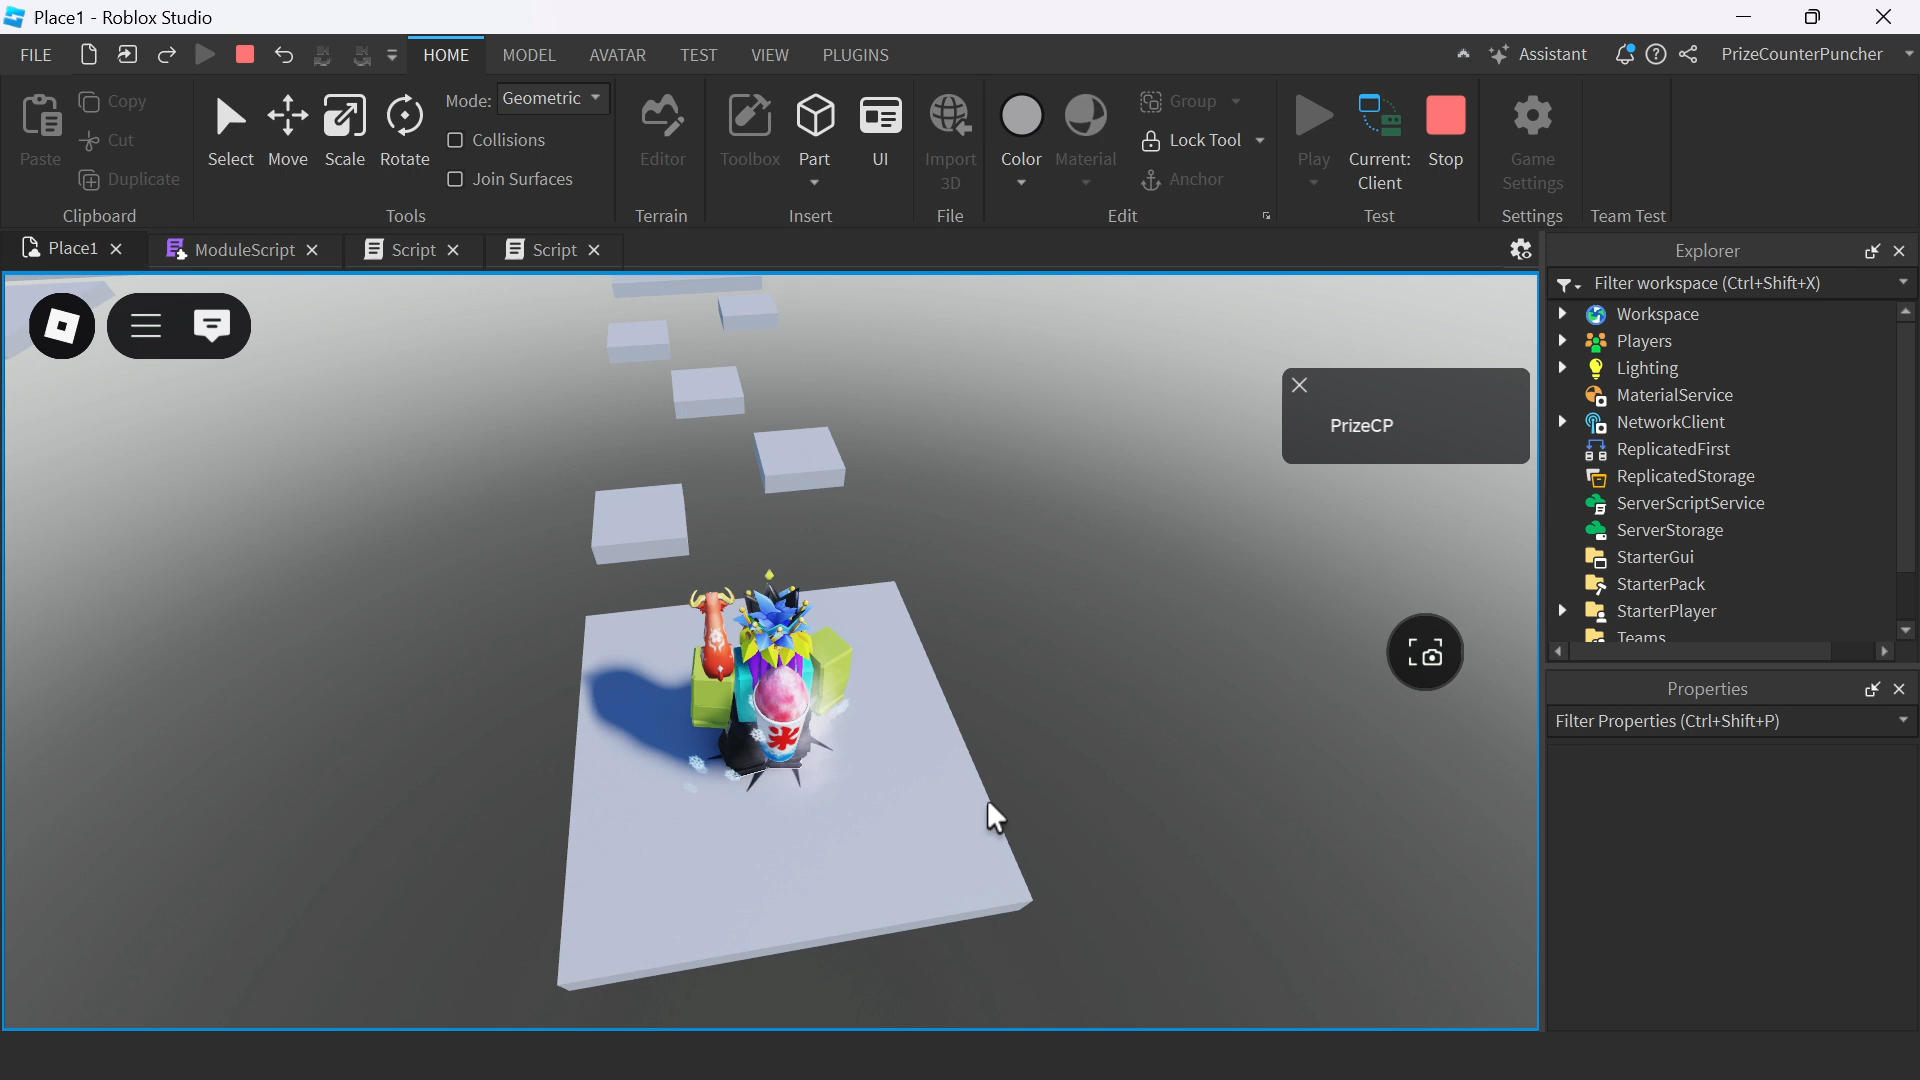 Place1 - Roblox Studio
FILE HOME MODEL AVATAR TEST VIEW PLUGINS Assistant PrizeCounterPuncher
Paste
Copy
Cut
Duplicate
Clipboard
Select Move Scale Rotate
Mode: Geometric
Collisions
Join Surfaces
Tools
Editor
Terrain
Toolbox Part UI
Insert
Import
3D
File
Color Material
Group
Lock Tool
Anchor
Edit
Play
Current:
Client
Stop
Test
Game
Settings
Settings
Team Test
Place1 ModuleScript Script Script
PrizeCP
氷
Explorer
Filter workspace (Ctrl+Shift+X)
Workspace
Players
Lighting
MaterialService
NetworkClient
ReplicatedFirst
ReplicatedStorage
ServerScriptService
ServerStorage
StarterGui
StarterPack
StarterPlayer
Teams
Properties
Filter Properties (Ctrl+Shift+P)